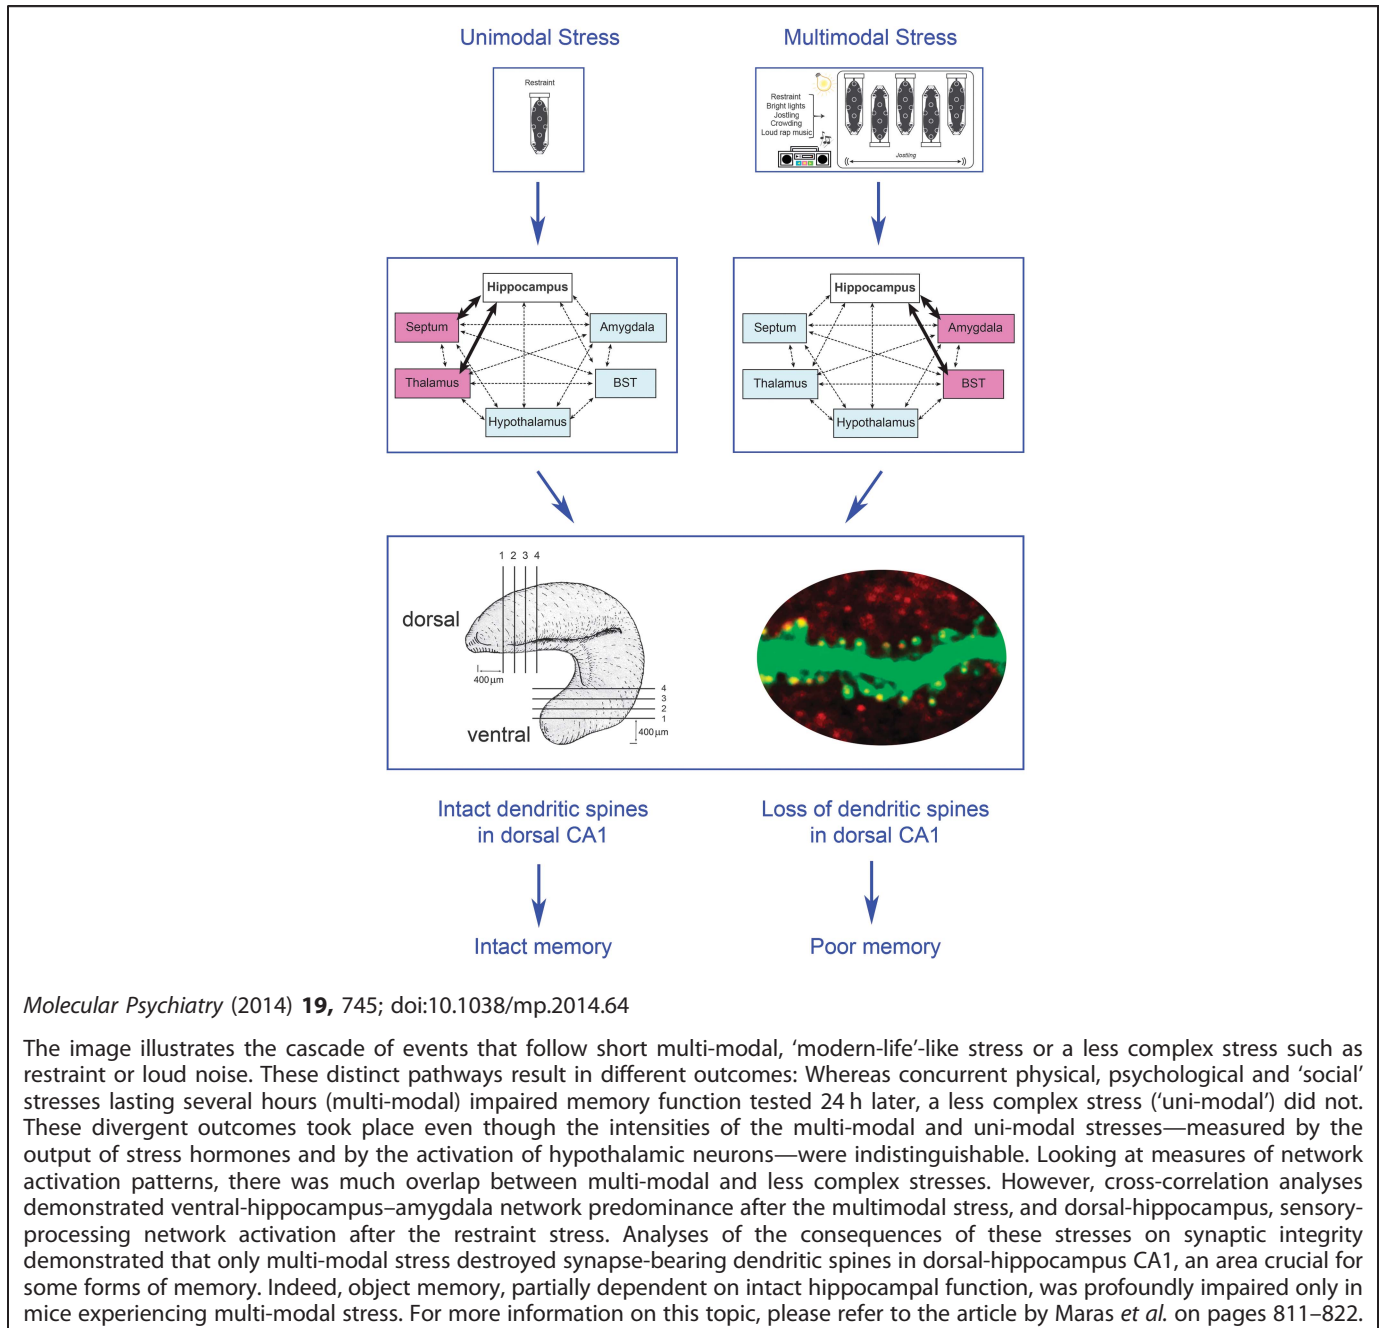 Unimodal Stress
Multimodal Stress
Restraint
Restraint
Bright lights
Jostling
Crowding
Loud rap music
Jostling
Hippocampus
Septum
Amygdala
Thalamus
BST
Hypothalamus
Hippocampus
Septum
Amygdala
Thalamus
BST
Hypothalamus
1 2 3 4
dorsal
400 μm
4
3
2
1
ventral
400 μm
Intact dendritic spines
in dorsal CA1
Loss of dendritic spines
in dorsal CA1
Intact memory
Poor memory
Molecular Psychiatry (2014) 19, 745; doi:10.1038/mp.2014.64
The image illustrates the cascade of events that follow short multi-modal, ‘modern-life’-like stress or a less complex stress such as
restraint or loud noise. These distinct pathways result in different outcomes: Whereas concurrent physical, psychological and ‘social’
stresses lasting several hours (multi-modal) impaired memory function tested 24 h later, a less complex stress (‘uni-modal’) did not.
These divergent outcomes took place even though the intensities of the multi-modal and uni-modal stresses—measured by the
output of stress hormones and by the activation of hypothalamic neurons—were indistinguishable. Looking at measures of network
activation patterns, there was much overlap between multi-modal and less complex stresses. However, cross-correlation analyses
demonstrated ventral-hippocampus–amygdala network predominance after the multimodal stress, and dorsal-hippocampus, sensory-
processing network activation after the restraint stress. Analyses of the consequences of these stresses on synaptic integrity
demonstrated that only multi-modal stress destroyed synapse-bearing dendritic spines in dorsal-hippocampus CA1, an area crucial for
some forms of memory. Indeed, object memory, partially dependent on intact hippocampal function, was profoundly impaired only in
mice experiencing multi-modal stress. For more information on this topic, please refer to the article by Maras et al. on pages 811–822.